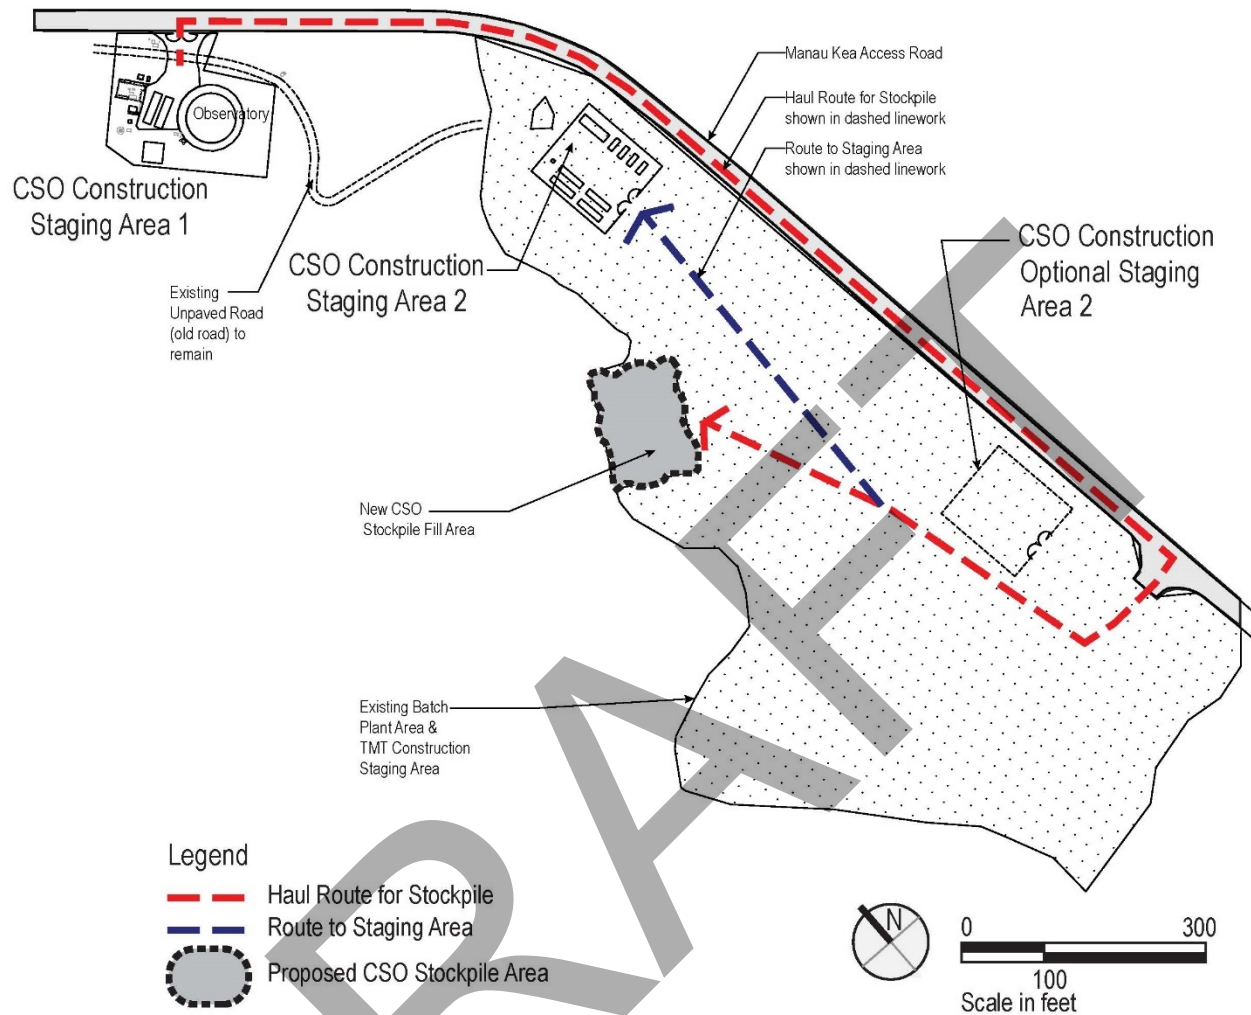 Manau Kea Access Road
Haul Route for Stockpile
shown in dashed linework
Route to Staging Area
shown in dashed linework
Observatory
CSO Construction
Staging Area 1
CSO Construction
Staging Area 2
CSO Construction
Optional Staging
Area 2
Existing
Unpaved Road
(old road) to
remain
New CSO
Stockpile Fill Area
Existing Batch
Plant Area &
TMT Construction
Staging Area
Legend
Haul Route for Stockpile
Route to Staging Area
Proposed CSO Stockpile Area
N
0 300
100
Scale in feet
RAFT